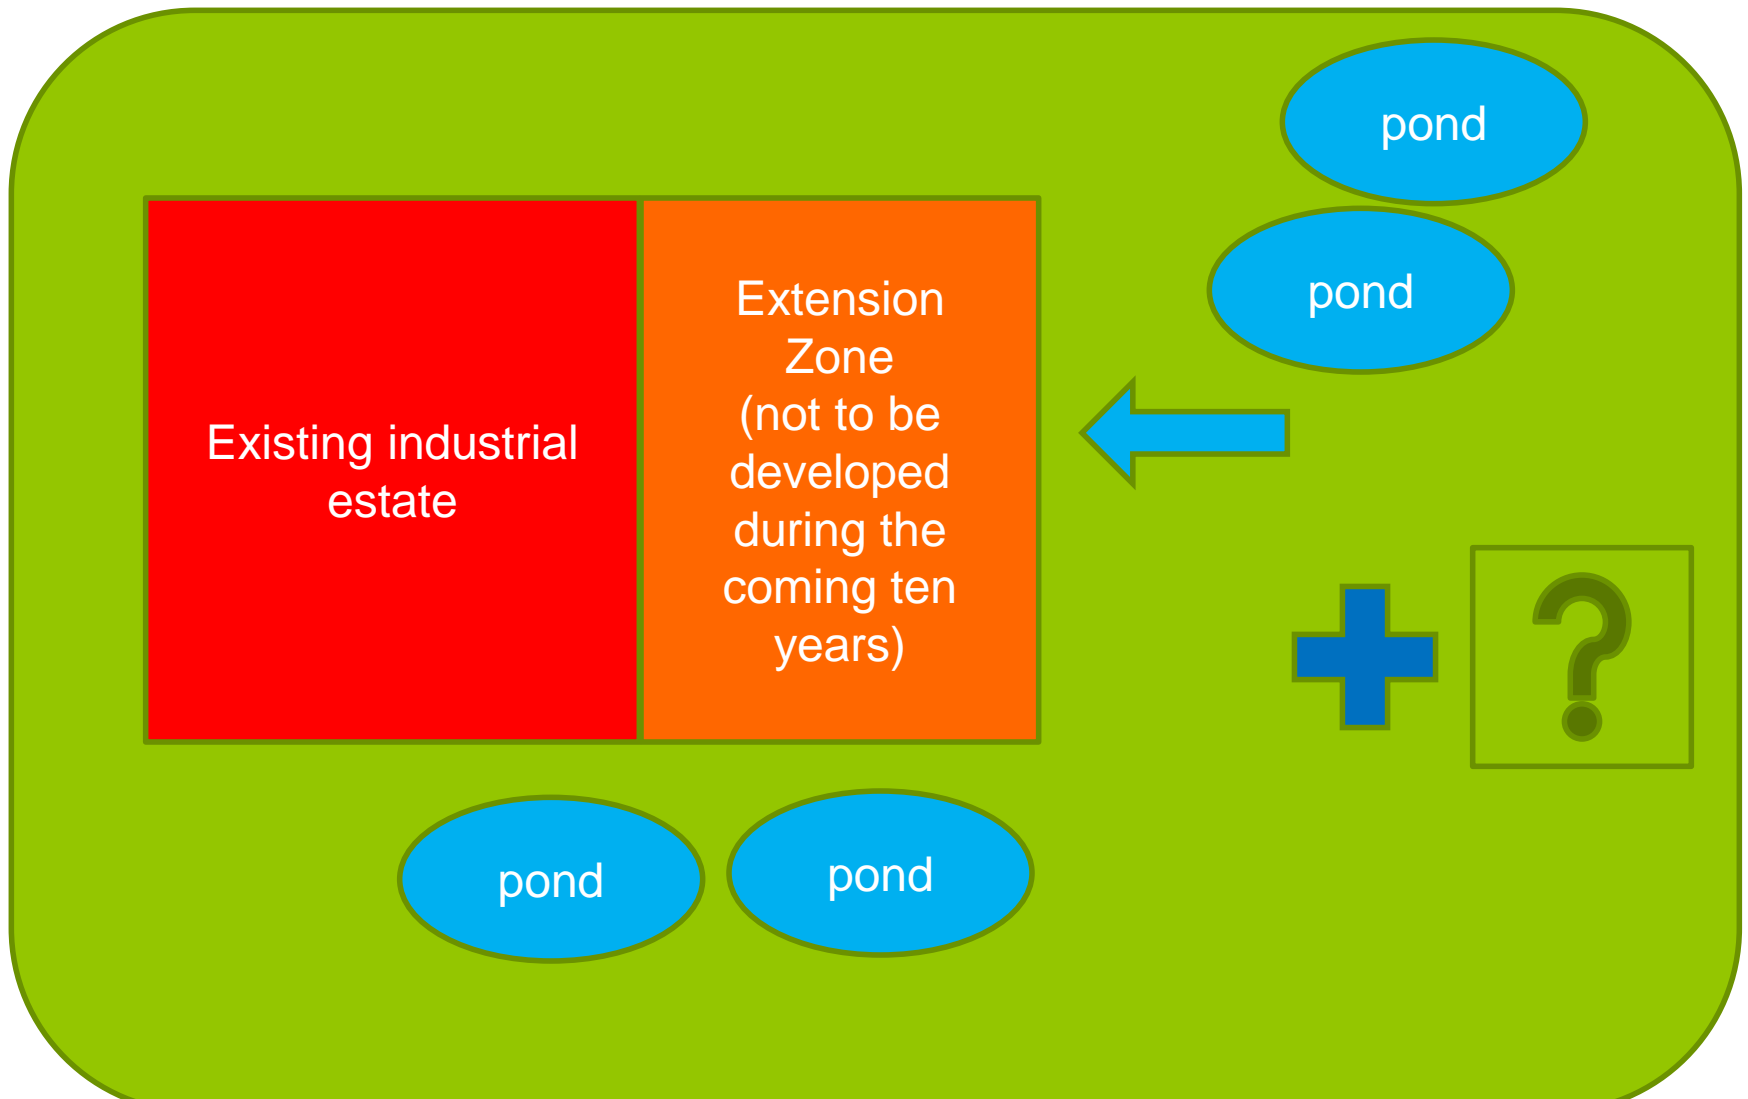 pond
pond
Existing industrial
estate
Extension
Zone
(not to be
developed
during the
coming ten
years)
pond
pond
?